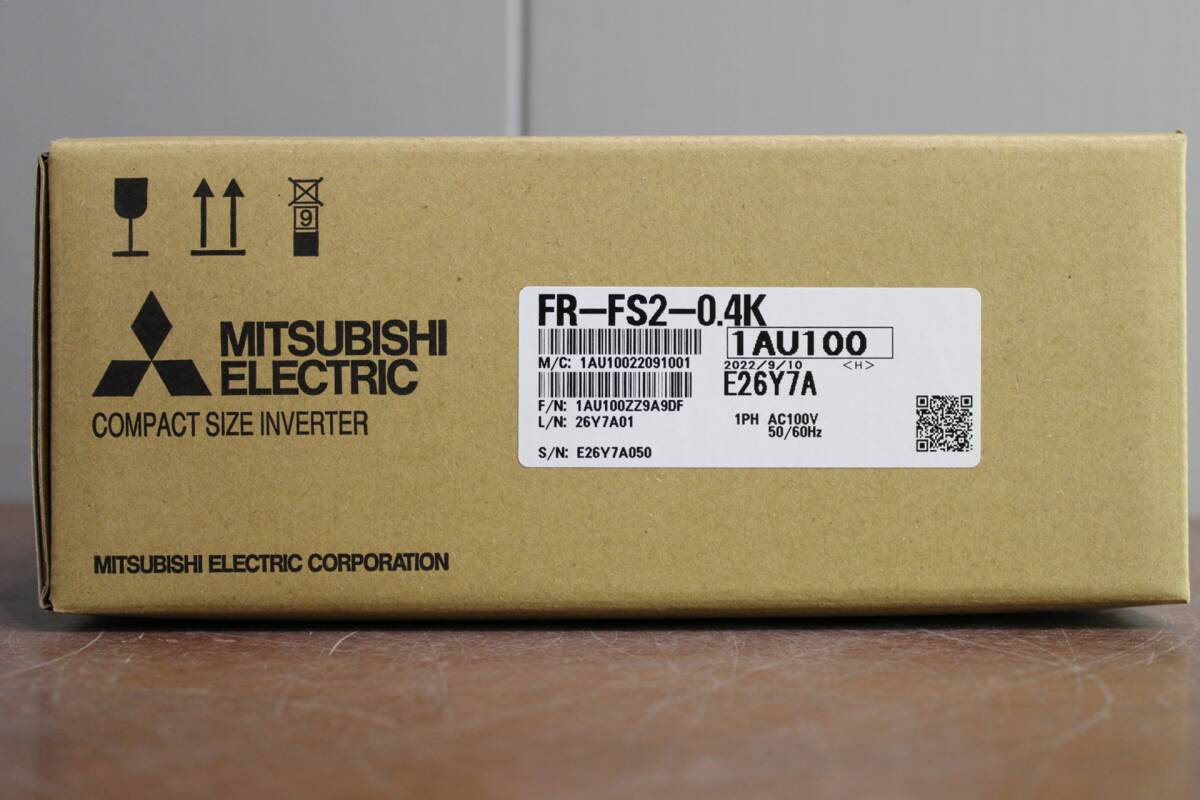 9
MITSUBISHI
ELECTRIC
COMPACT SIZE INVERTER
MITSUBISHI ELECTRIC CORPORATION
FR-FS2-0.4K
M/C: 1AU10022091001
1AU100
2022/9/10 <H>
E26Y7A
F/N: 1AU100ZZ9A9DF
L/N: 26Y7A01
1PH AC100V
50/60Hz
S/N: E26Y7A050